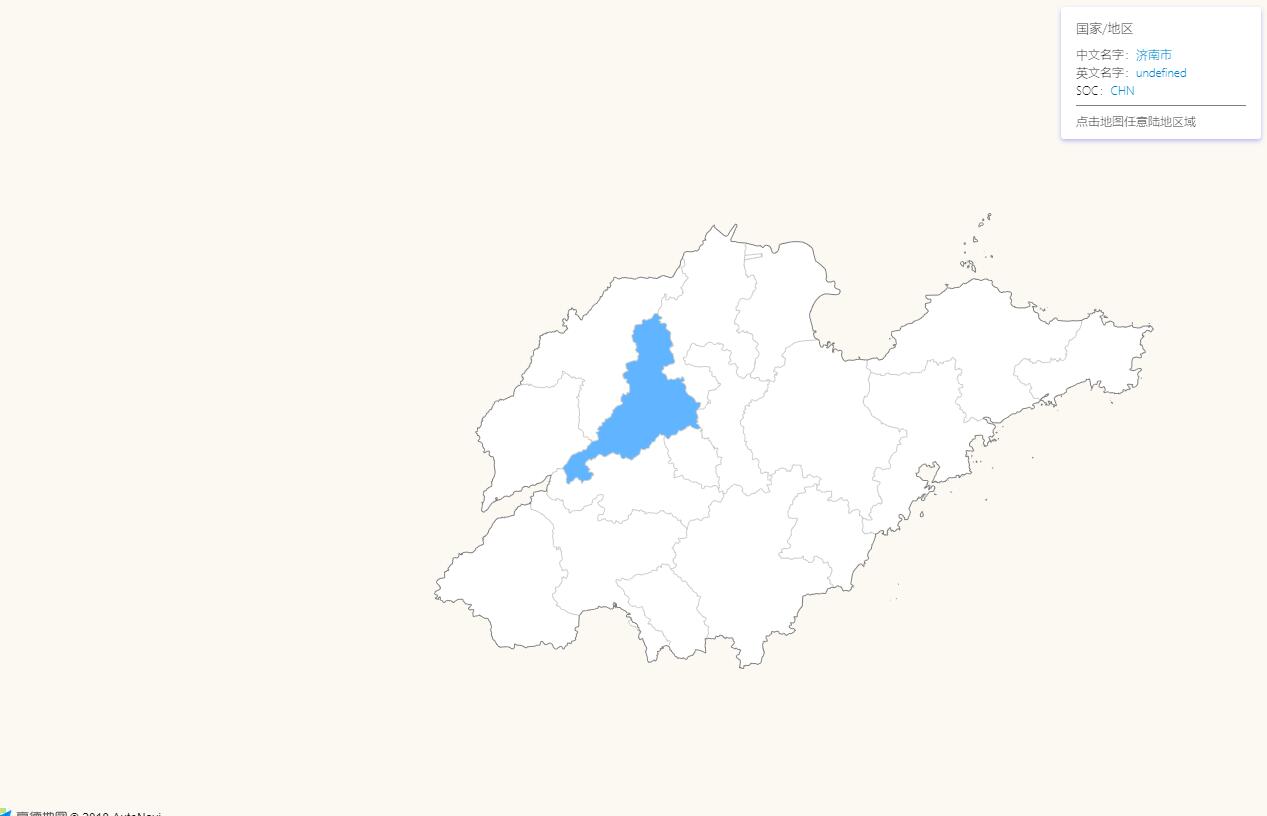 国家/地区
中文名字：济南市
英文名字：undefined
SOC：CHN
点击地图任意陆地区域
高德地图 © 2019 AutoNavi